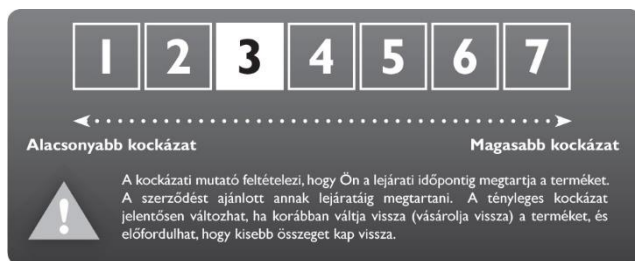 1 2 3 4 5 6 7
Alacsonyabb kockázat Magasabb kockázat
A kockázati mutató feltételezi, hogy Ön a lejárati időpontig megtartja a terméket.
A szerződést ajánlott annak lejáratáig megtartani. A tényleges kockázat
jelentősen változhat, ha korábban váltja vissza (vásárolja vissza) a terméket, és
előfordulhat, hogy kisebb összeget kap vissza.